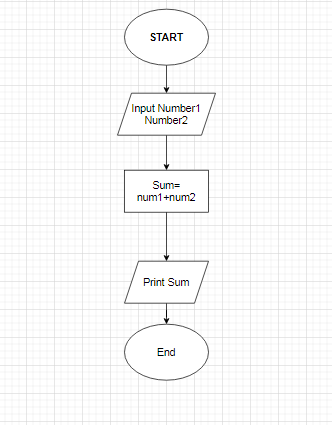 START
Input Number1
Number2
Sum=
num1+num2
Print Sum
End